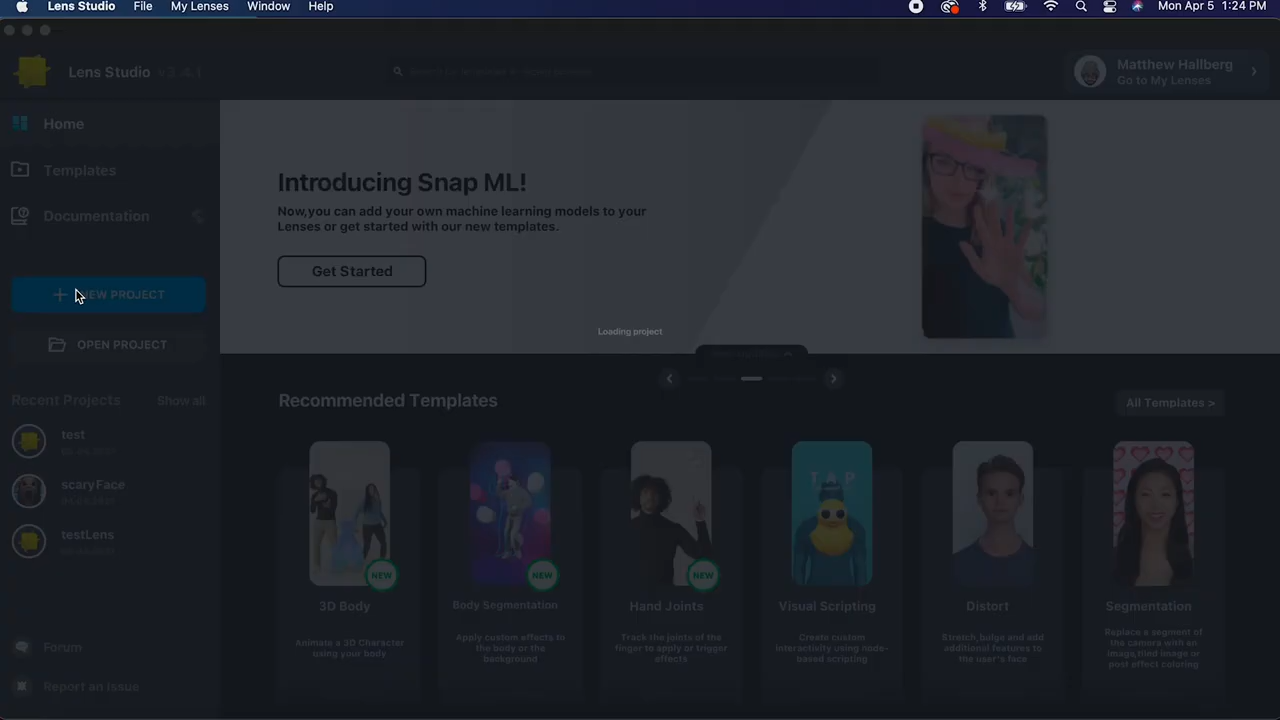 Lens Studio File My Lenses Window Help Mon Apr 5 1:24 PM
Lens Studio v3.4.1
Matthew Hallberg
Go to My Lenses
Home
Templates
Documentation
NEW PROJECT
OPEN PROJECT
Recent Projects Show all
test
scaryFace
testLens
Forum
Report an Issue
Introducing Snap ML!
Now,you can add your own machine learning models to your
Lenses or get started with our new templates.
Get Started
Loading project
Recommended Templates
All Templates >
TAP
NEW
NEW
NEW
3D Body
Animate a 3D Character
using your body
Body Segmentation
Apply custom effects to
the body or the
background
Hand Joints
Track the joints of the
finger to apply or trigger
effects
Visual Scripting
Create custom
interactivity using node-
based scripting
Distort
Stretch,bulge and add
additional features to
the user's face
Segmentation
Replace a segment of
the camera with an
image,tiled image or
post effect coloring